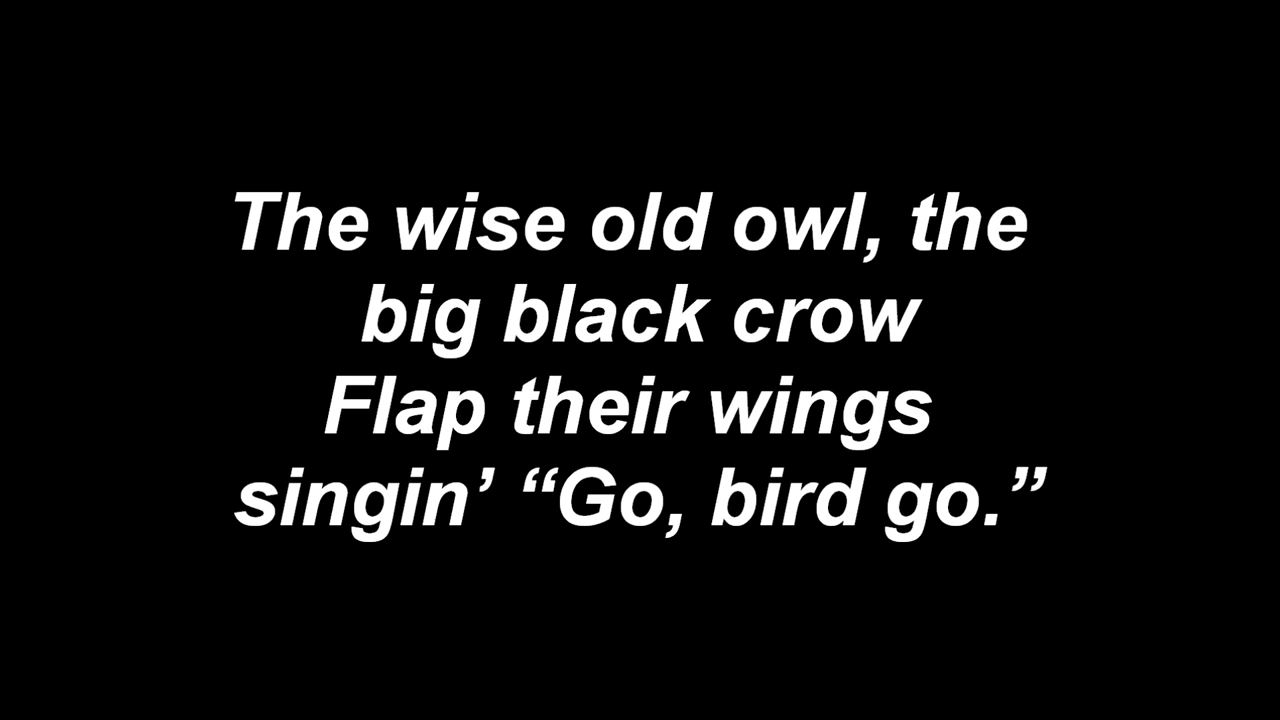 The wise old owl, the
big black crow
Flap their wings
singin’ “Go, bird go.”